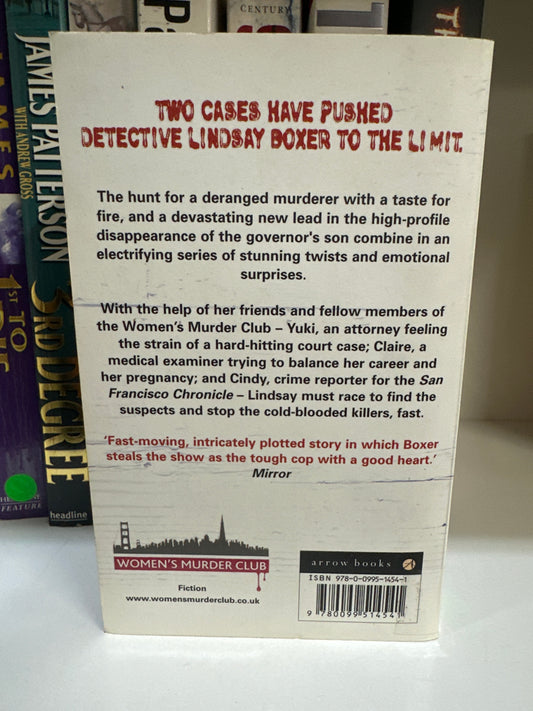 CENTURY
JAMES PATTERSON
WITH ANDREW GROSS
3RD DEGREE
headline
1ST TO
FEATURE
TWO CASES HAVE PUSHED
DETECTIVE LINDSAY BOXER TO THE LIMIT.
The hunt for a deranged murderer with a taste for
fire, and a devastating new lead in the high-profile
disappearance of the governor's son combine in an
electrifying series of stunning twists and emotional
surprises.
With the help of her friends and fellow members of
the Women's Murder Club – Yuki, an attorney feeling
the strain of a hard-hitting court case; Claire, a
medical examiner trying to balance her career and
her pregnancy; and Cindy, crime reporter for the San
Francisco Chronicle – Lindsay must race to find the
suspects and stop the cold-blooded killers, fast.
'Fast-moving, intricately plotted story in which Boxer
steals the show as the tough cop with a good heart.'
Mirror
WOMEN'S MURDER CLUB
Fiction
www.womensmurderclub.co.uk
arrow books
ISBN 978-0-0995-1454-1
9 780099 514541